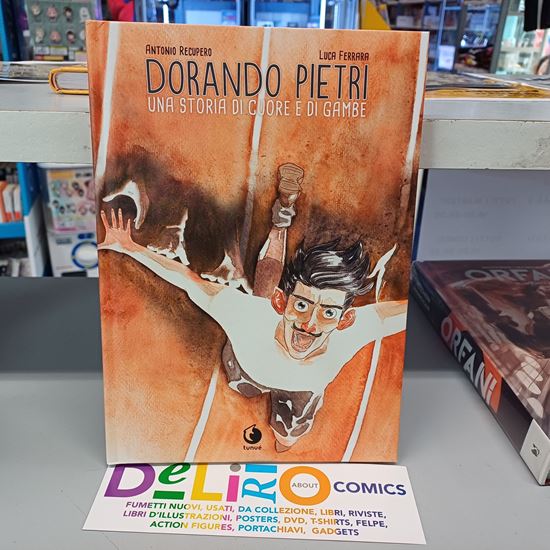 ANTONIO RECUPERO
LUCA FERRARA
DORANDO PIETRI
UNA STORIA DI CUORE E DI GAMBE
tunué
ORFANI
ORFANI
DeLiRiO
ABOUT
COMICS
FUMETTI NUOVI, USATI, DA COLLEZIONE, LIBRI, RIVISTE,
LIBRI D'ILLUSTRAZIONI, POSTERS, DVD, T-SHIRTS, FELPE,
ACTION FIGURES, PORTACHIAVI, GADGETS